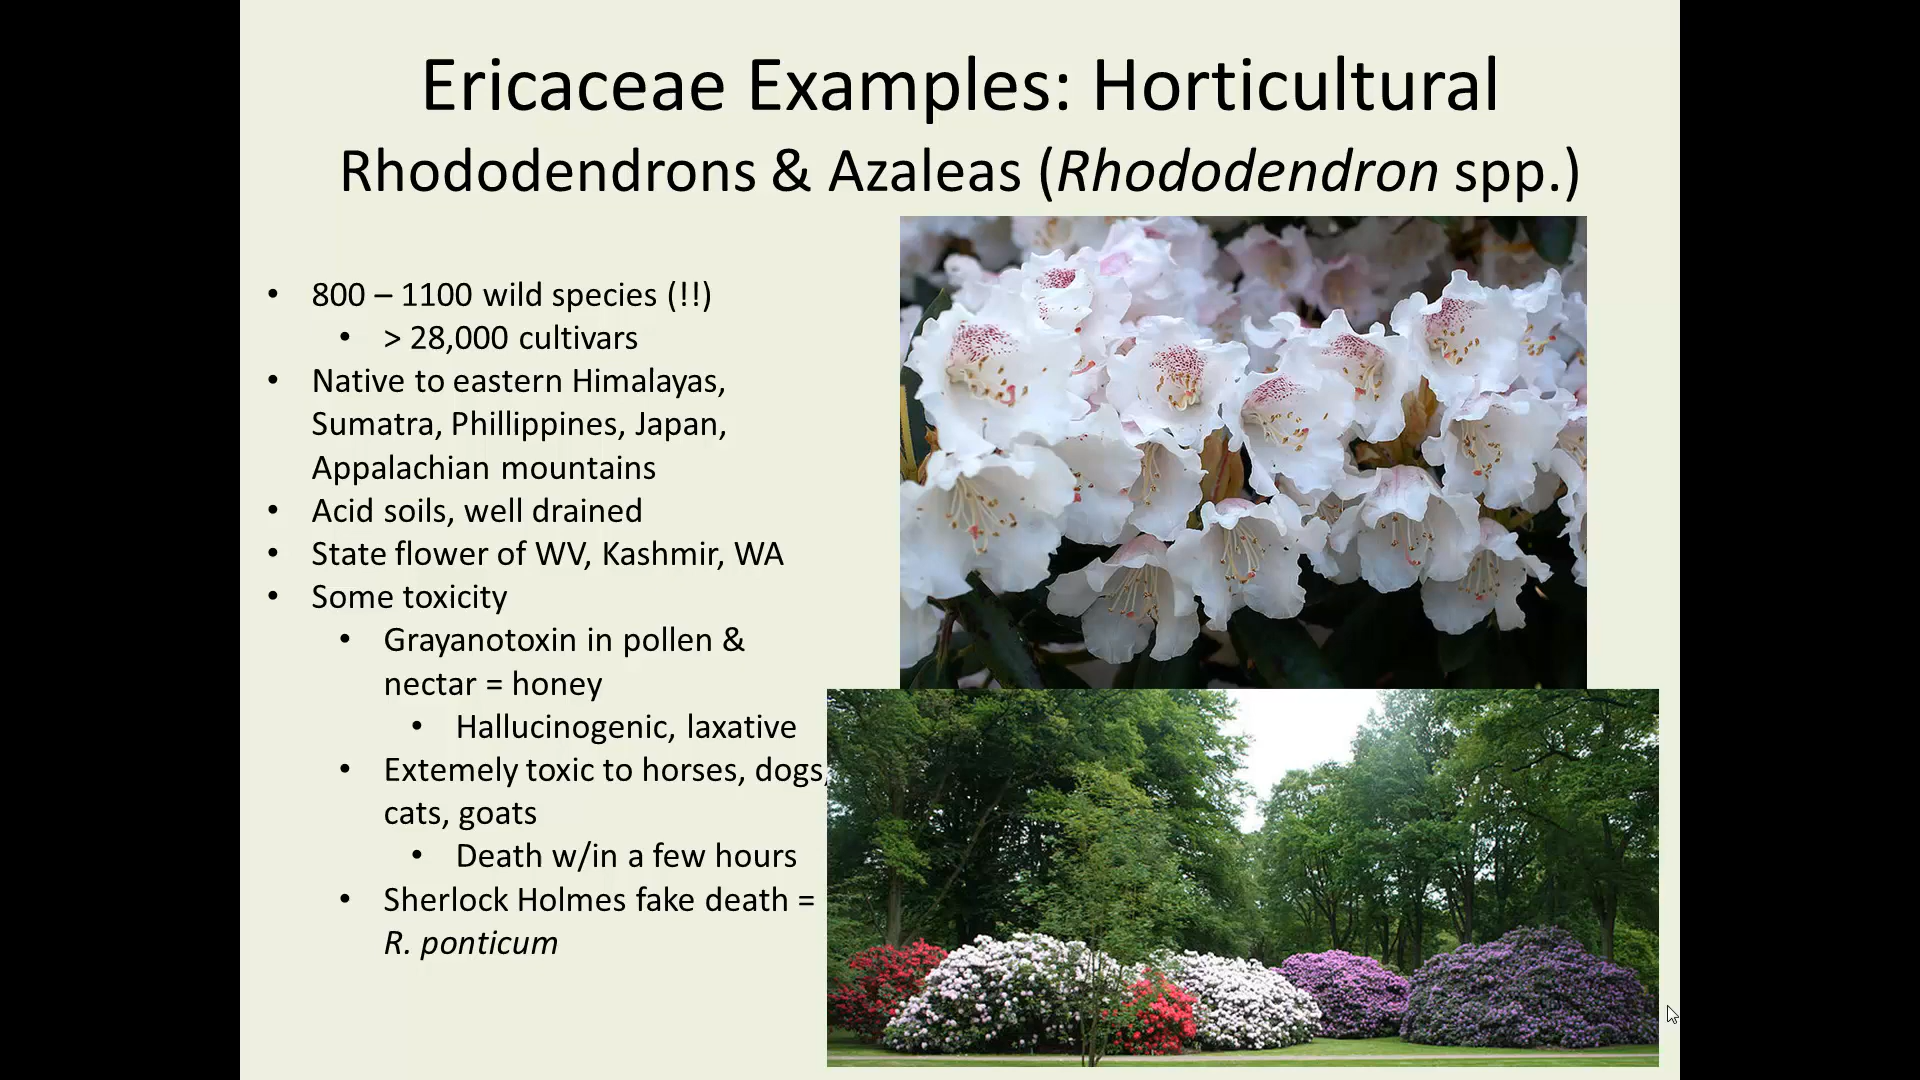 Ericaceae Examples: Horticultural
Rhododendrons & Azaleas (Rhododendron spp.)
• 800 – 1100 wild species (!!)
• > 28,000 cultivars
• Native to eastern Himalayas,
Sumatra, Phillippines, Japan,
Appalachian mountains
• Acid soils, well drained
• State flower of WV, Kashmir, WA
• Some toxicity
• Grayanotoxin in pollen &
nectar = honey
• Hallucinogenic, laxative
• Extemely toxic to horses, dogs,
cats, goats
• Death w/in a few hours
• Sherlock Holmes fake death =
R. ponticum